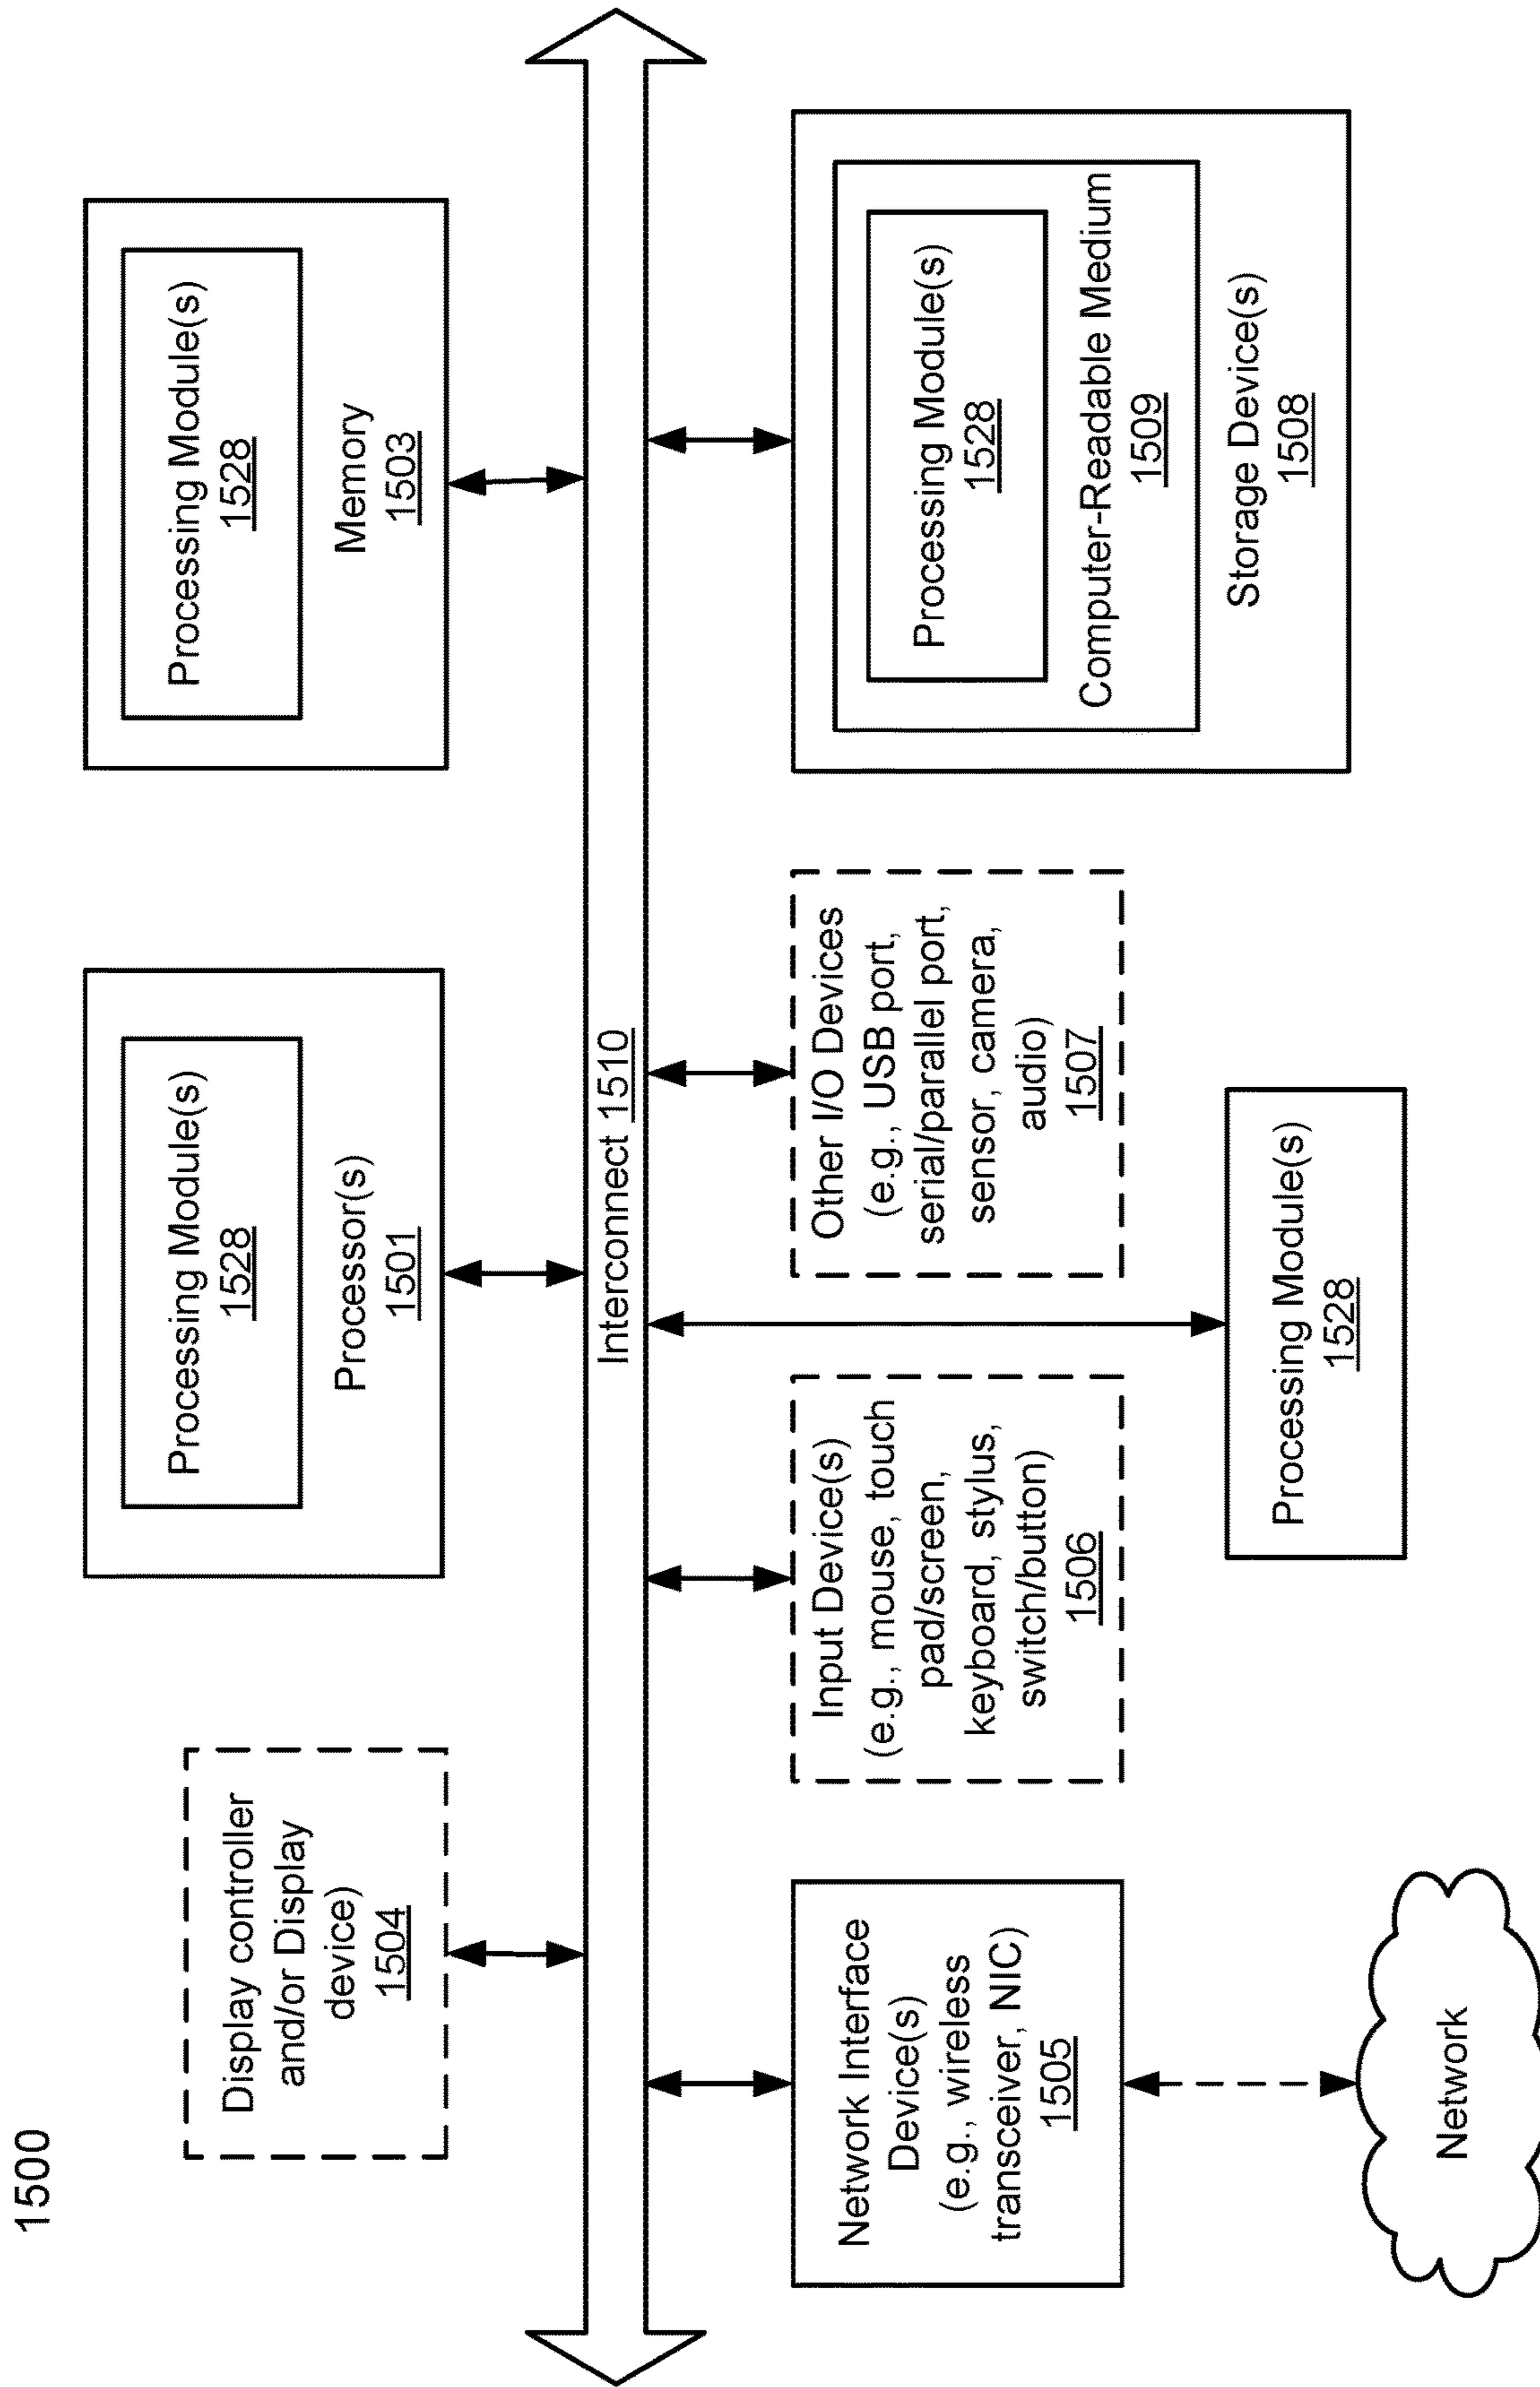 1500
Display controller
and/or Display
device)
1504
Processing Module(s)
1528
Processor(s)
1501
Processing Module(s)
1528
Memory
1503
Interconnect 1510
Network Interface
Device(s)
(e.g., wireless
transceiver, NIC)
1505
Input Device(s)
(e.g., mouse, touch
pad/screen,
keyboard, stylus,
switch/button)
1506
Other I/O Devices
(e.g., USB port,
serial/parallel port,
sensor, camera,
audio)
1507
Processing Module(s)
1528
Computer-Readable Medium
1509
Storage Device(s)
1508
Processing Module(s)
1528
Network